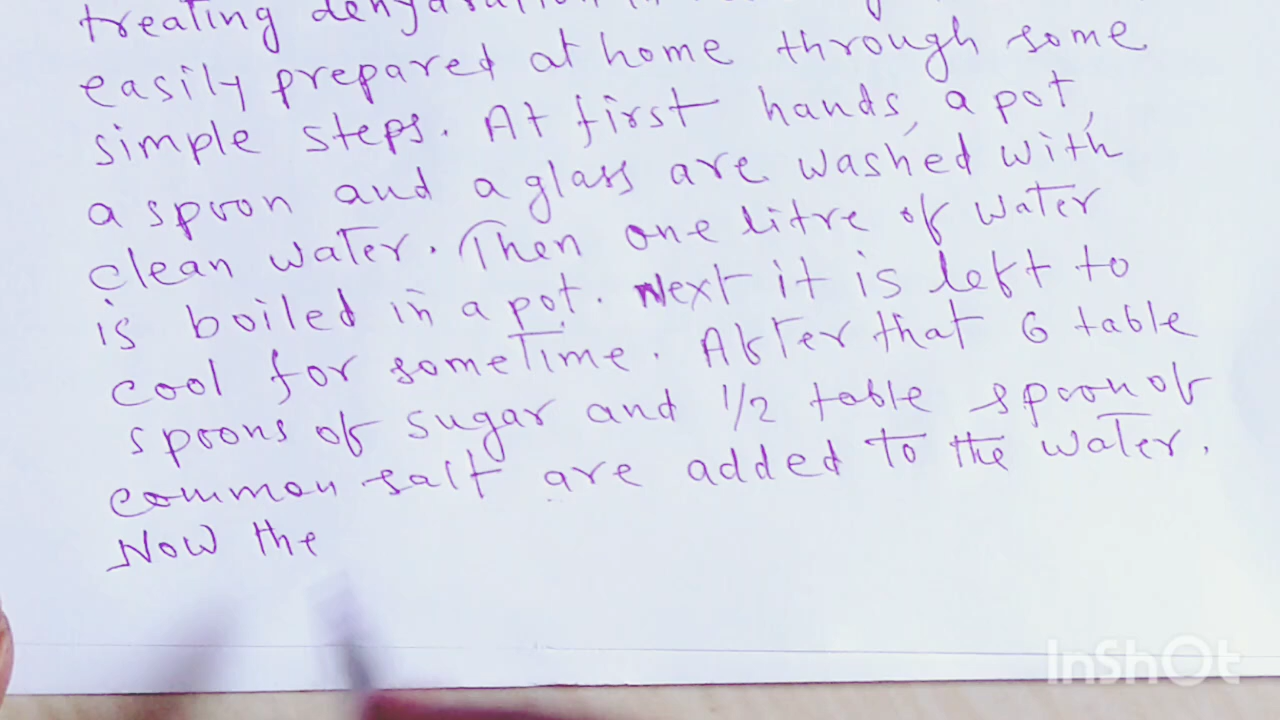 treating
easily prepared at home through some
simple steps. At first hands, a pot,
a spoon and a glass are washed with
clean water. Then one litre of water
is boiled in a pot. Next it is left to
cool for sometime. After that 6 table
spoons of sugar and 1/2 table spoon of
common salt are added to the water.
Now the
InShOt